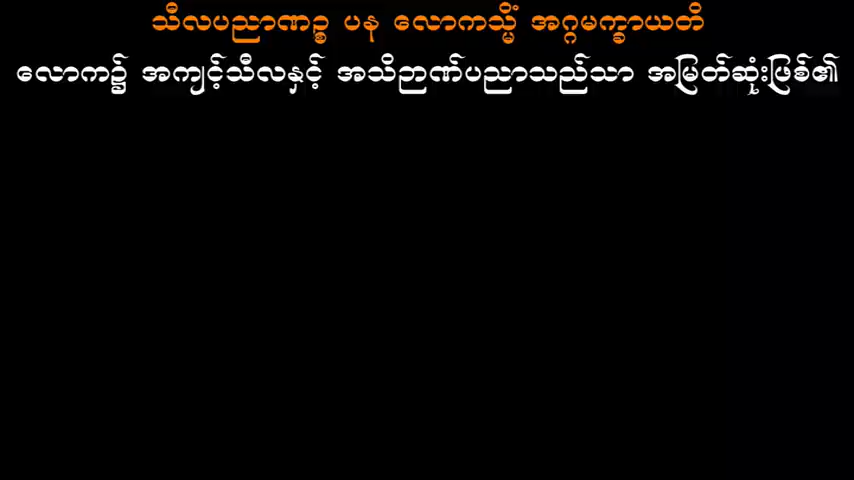 သီလပညာဏဉ္စ ပန လောကသ္မိံ အဂ္ဂမက္ခာယတိ
လောက၌ အကျင့်သီလနှင့် အသိဉာဏ်ပညာသည်သာ အမြတ်ဆုံးဖြစ်၏